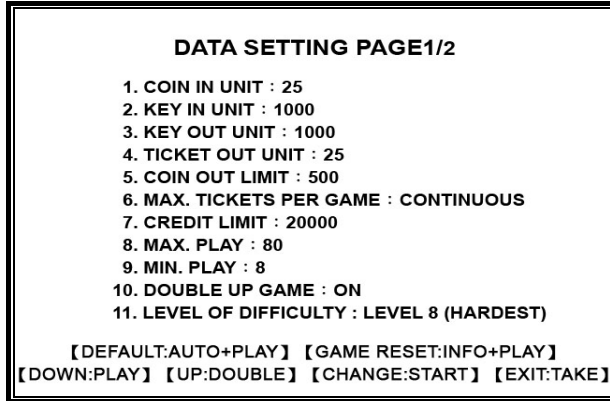 DATA SETTING PAGE1/2
1. COIN IN UNIT：25
2. KEY IN UNIT：1000
3. KEY OUT UNIT：1000
4. TICKET OUT UNIT：25
5. COIN OUT LIMIT：500
6. MAX. TICKETS PER GAME：CONTINUOUS
7. CREDIT LIMIT：20000
8. MAX. PLAY：80
9. MIN. PLAY：8
10. DOUBLE UP GAME：ON
11. LEVEL OF DIFFICULTY : LEVEL 8 (HARDEST)
【DEFAULT:AUTO+PLAY】【GAME RESET:INFO+PLAY】
【DOWN:PLAY】【UP:DOUBLE】【CHANGE:START】【EXIT:TAKE】